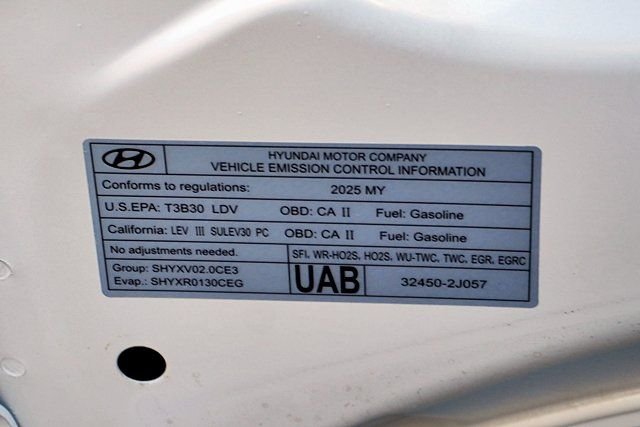 HYUNDAI MOTOR COMPANY
VEHICLE EMISSION CONTROL INFORMATION
Conforms to regulations: 2025 MY
U.S.EPA: T3B30 LDV OBD: CA II Fuel: Gasoline
California: LEV III SULEV30 PC OBD: CA II Fuel: Gasoline
No adjustments needed. SFI, WR-HO2S, HO2S, WU-TWC, TWC, EGR, EGRC
Group: SHYXV02.0CE3
Evap.: SHYXR0130CEG
UAB 32450-2J057